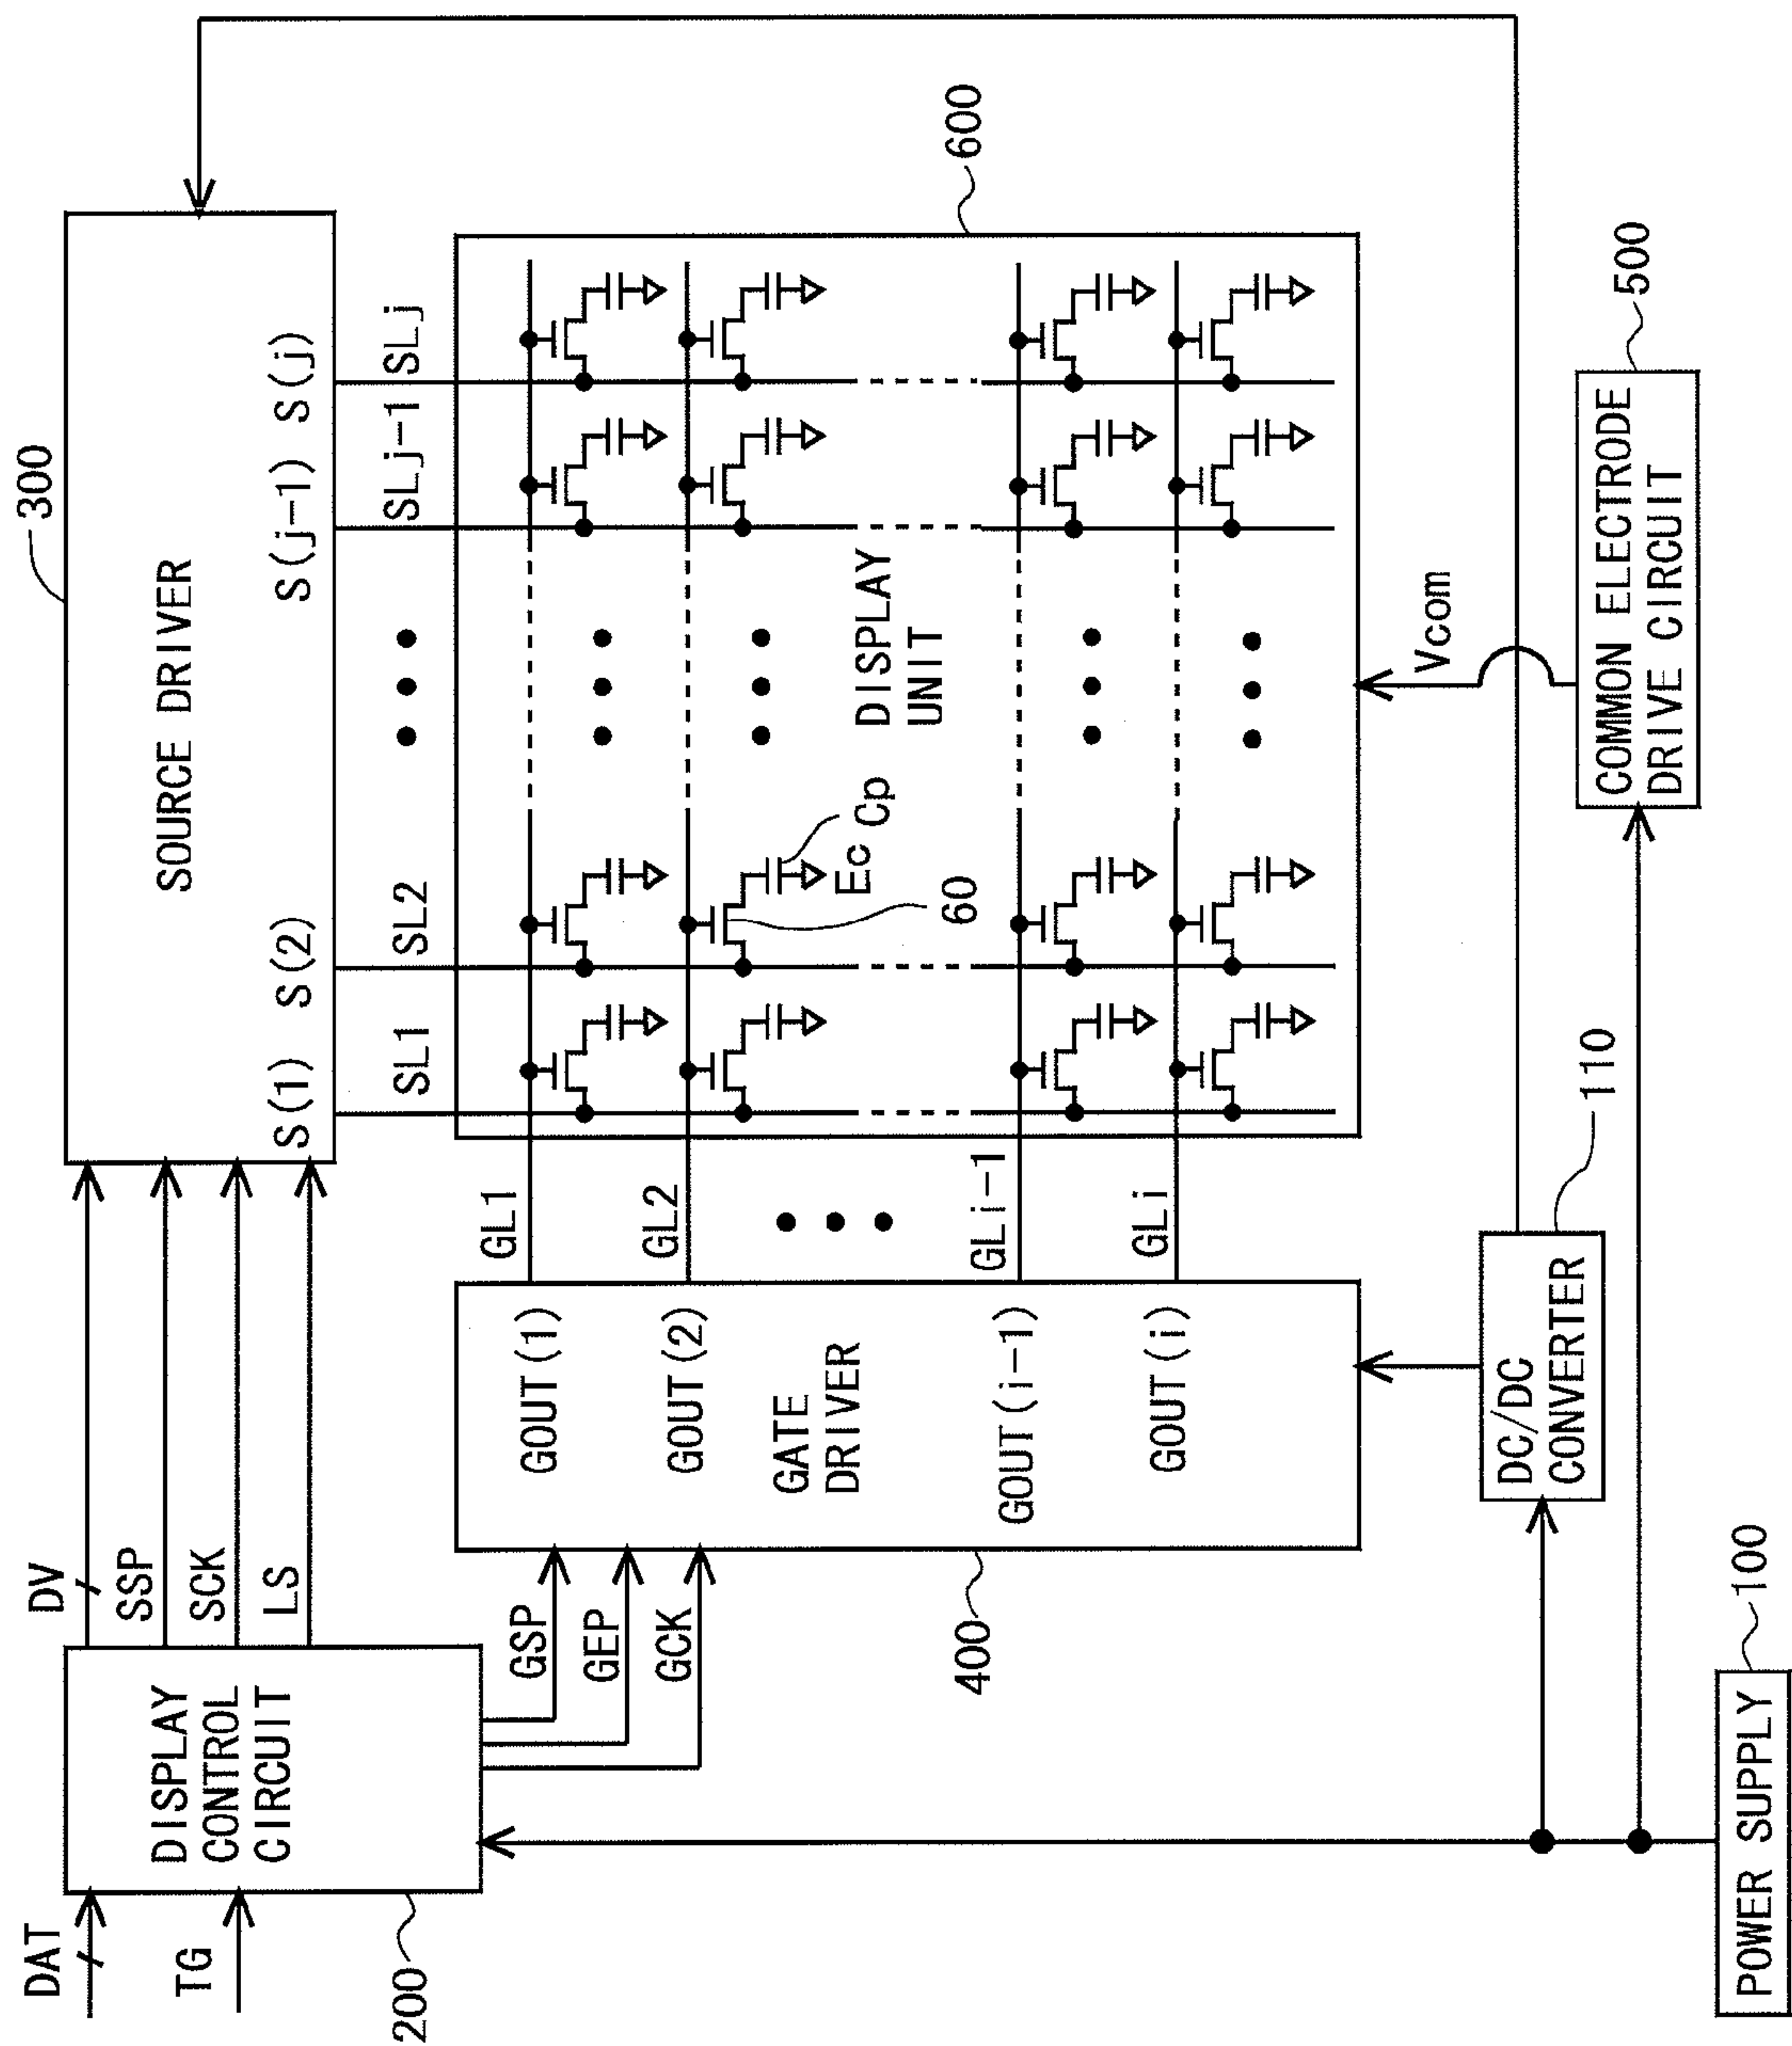 DAT
TG
200
DISPLAY
CONTROL
CIRCUIT
DV
SSP
SCK
LS
GSP
GEP
GCK
300
SOURCE DRIVER
S(1)
S(2)
S(j-1)
S(j)
SL1
SL2
SLj-1
SLj
400
GATE
DRIVER
GOUT(1)
GOUT(2)
GOUT(i-1)
GOUT(i)
GL1
GL2
GLi-1
GLi
600
DISPLAY
UNIT
Cp
Ec
60
Vcom
500
COMMON ELECTRODE
DRIVE CIRCUIT
110
DC/DC
CONVERTER
100
POWER SUPPLY